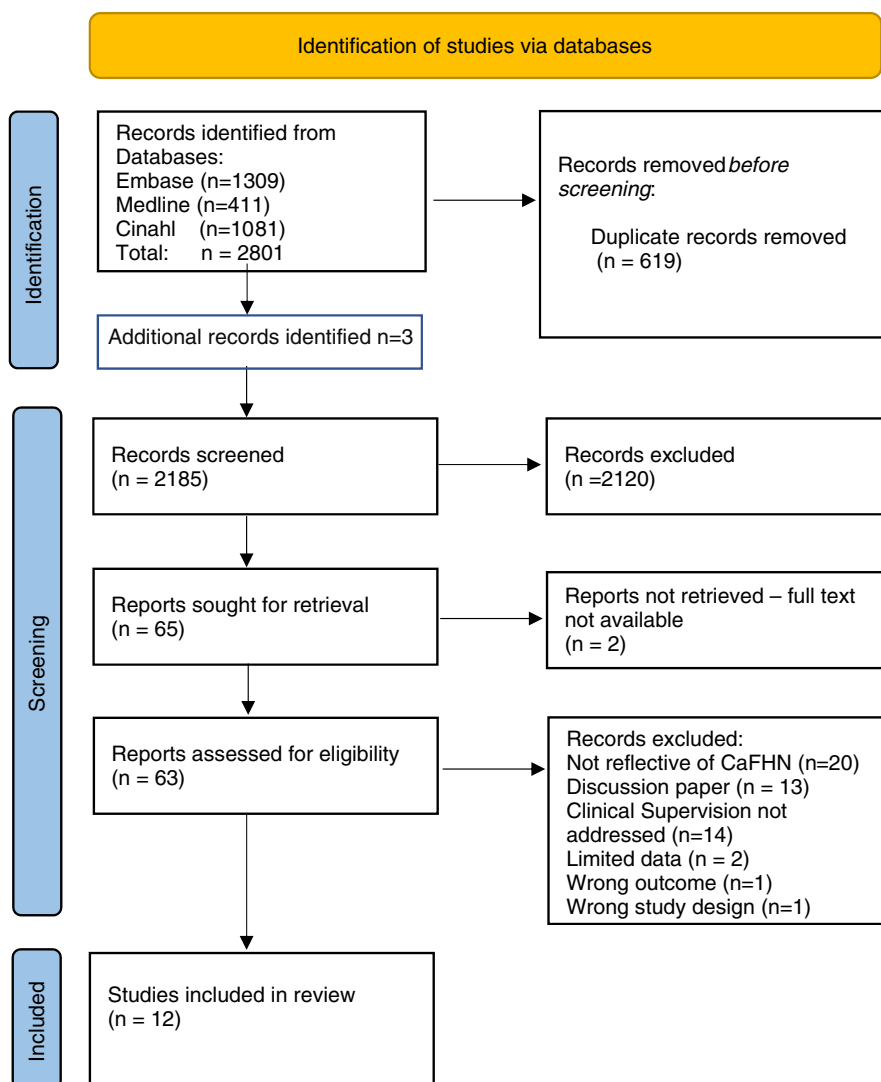 Identification of studies via databases
Identification
Records identified from
Databases:
Embase (n=1309)
Medline (n=411)
Cinahl (n=1081)
Total: n = 2801
Records removed before
screening:
Duplicate records removed
(n = 619)
Additional records identified n=3
Screening
Records screened
(n = 2185)
Records excluded
(n =2120)
Reports sought for retrieval
(n = 65)
Reports not retrieved – full text
not available
(n = 2)
Reports assessed for eligibility
(n = 63)
Records excluded:
Not reflective of CaFHN (n=20)
Discussion paper (n = 13)
Clinical Supervision not
addressed (n=14)
Limited data (n = 2)
Wrong outcome (n=1)
Wrong study design (n=1)
Included
Studies included in review
(n = 12)